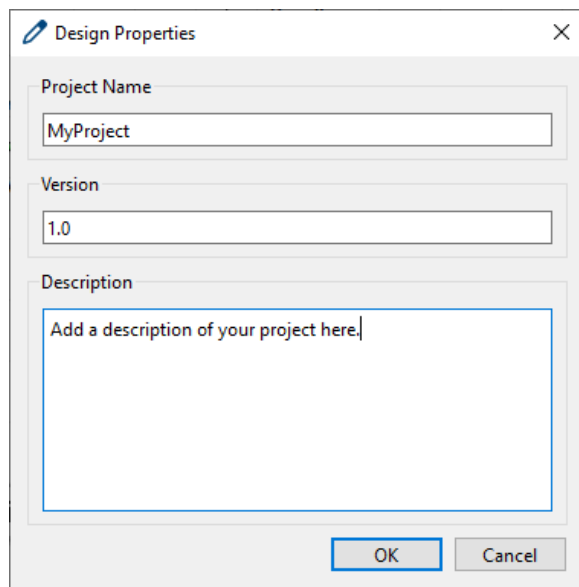 Design Properties
Project Name
MyProject
Version
1.0
Description
Add a description of your project here.
OK
Cancel